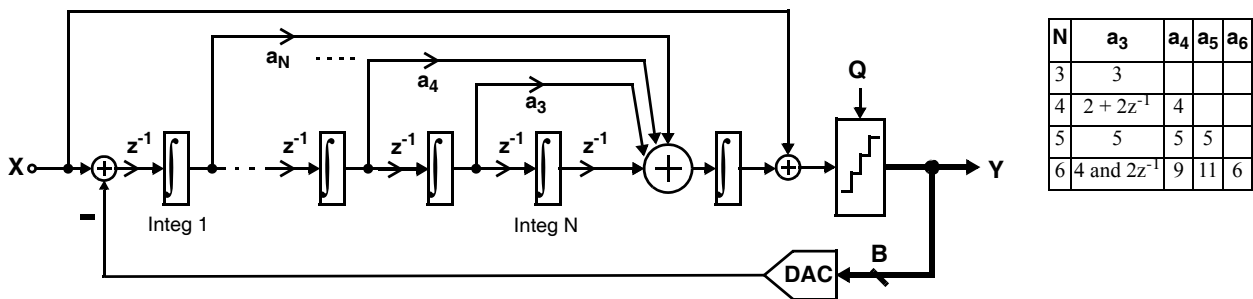 a_N
a_4
a_3
Q
X
z^-1
z^-1
z^-1
z^-1
z^-1
Y
Integ 1
Integ N
B
DAC
N a_3 a_4 a_5 a_6
3 3
4 2 + 2z^-1 4
5 5 5 5
6 4 and 2z^-1 9 11 6